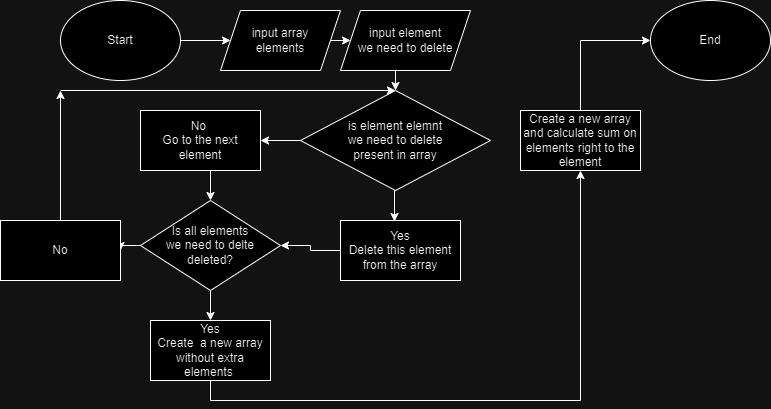 Start
input array
elements
input element
we need to delete
End
is element elemnt
we need to delete
present in array
No
Go to the next
element
Create a new array
and calculate sum on
elements right to the
element
Is all elements
we need to delte
deleted?
No
Yes
Delete this element
from the array
Yes
Create a new array
without extra
elements